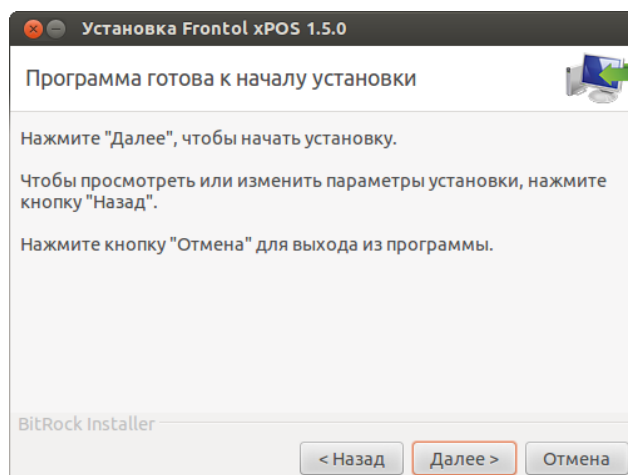 Установка Frontol xPOS 1.5.0
Программа готова к началу установки
Нажмите "Далее", чтобы начать установку.
Чтобы просмотреть или изменить параметры установки, нажмите
кнопку "Назад".
Нажмите кнопку "Отмена" для выхода из программы.
BitRock Installer
< Назад
Далее >
Отмена